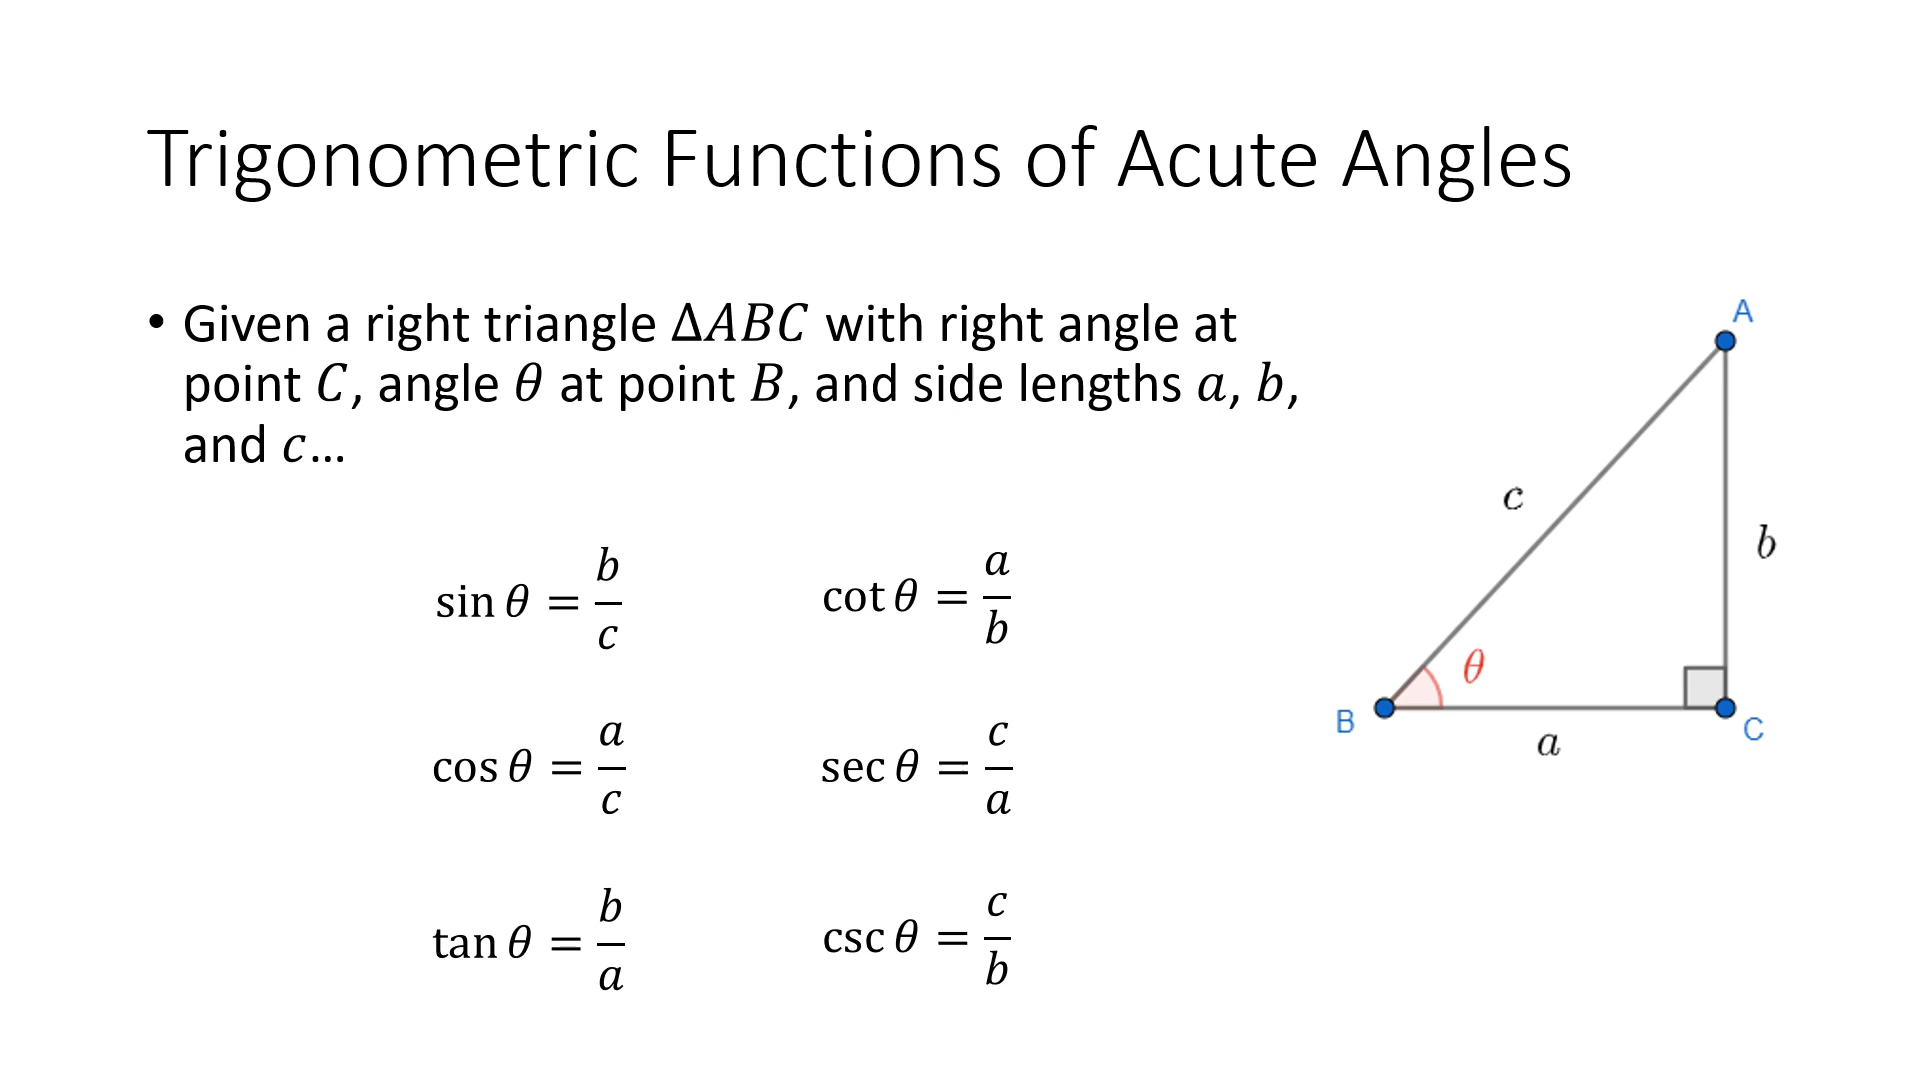 Trigonometric Functions of Acute Angles
• Given a right triangle ΔABC with right angle at
point C, angle θ at point B, and side lengths a, b,
and c…
sin θ = b/c
cot θ = a/b
cos θ = a/c
sec θ = c/a
tan θ = b/a
csc θ = c/b
A
c
b
θ
B
a
C